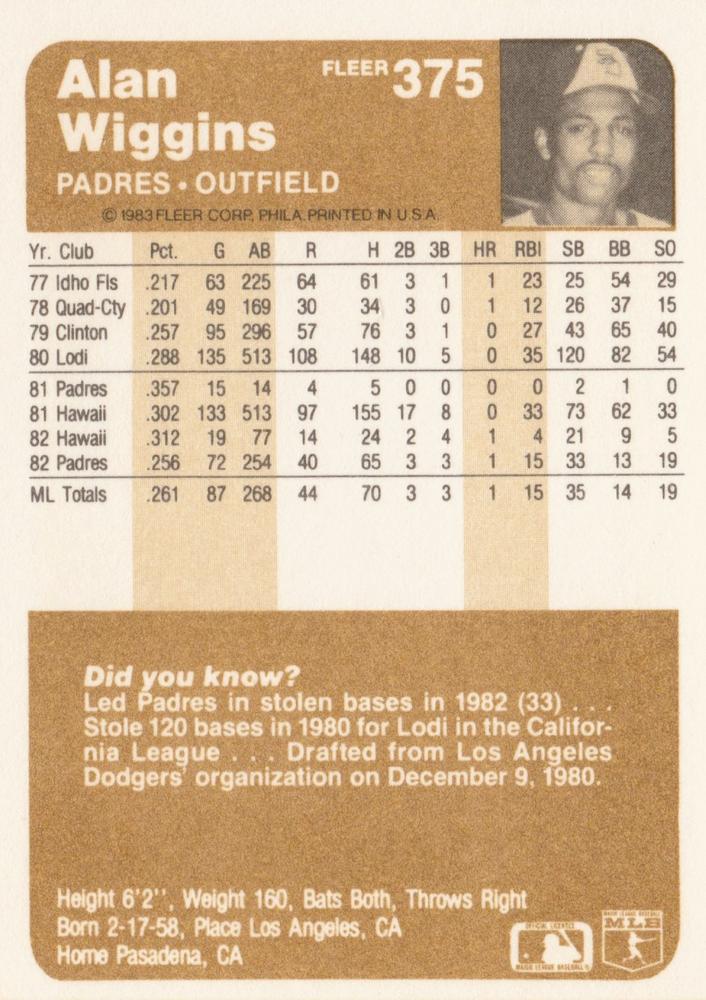 Alan
Wiggins
FLEER 375
PADRES • OUTFIELD
© 1983 FLEER CORP., PHILA. PRINTED IN U.S.A.
Yr. Club Pct. G AB R H 2B 3B HR RBI SB BB SO
77 Idho Fls .217 63 225 64 61 3 1 1 23 25 54 29
78 Quad-Cty .201 49 169 30 34 3 0 1 12 26 37 15
79 Clinton .257 95 296 57 76 3 1 0 27 43 65 40
80 Lodi .288 135 513 108 148 10 5 0 35 120 82 54
81 Padres .357 15 14 4 5 0 0 0 0 2 1 0
81 Hawaii .302 133 513 97 155 17 8 0 33 73 62 33
82 Hawaii .312 19 77 14 24 2 4 1 4 21 9 5
82 Padres .256 72 254 40 65 3 3 1 15 33 13 19
ML Totals .261 87 268 44 70 3 3 1 15 35 14 19
Did you know?
Led Padres in stolen bases in 1982 (33) . . .
Stole 120 bases in 1980 for Lodi in the Califor-
nia League . . . Drafted from Los Angeles
Dodgers' organization on December 9, 1980.
Height 6'2'', Weight 160, Bats Both, Throws Right
Born 2-17-58, Place Los Angeles, CA
Home Pasadena, CA
OFFICIAL LICENSEE
MAJOR LEAGUE BASEBALL®
MAJOR LEAGUE BASEBALL
MLB